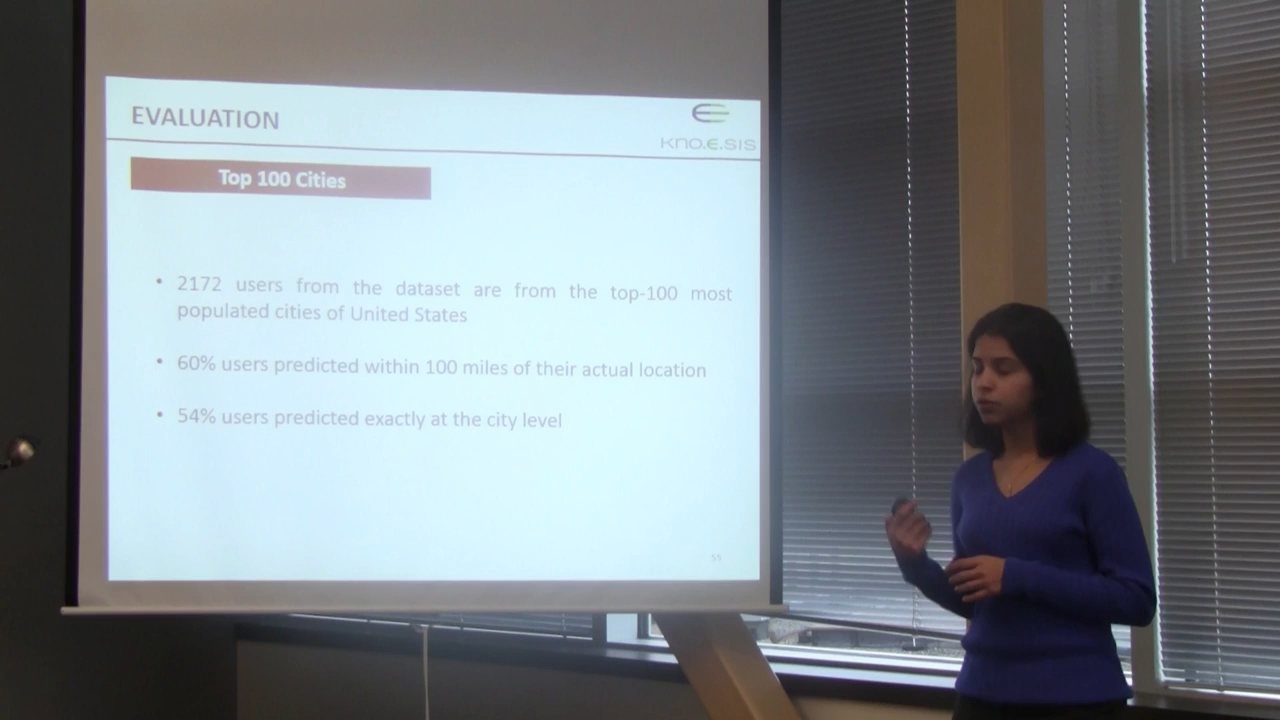 EVALUATION
KNO.E.SIS
Top 100 Cities
• 2172 users from the dataset are from the top-100 most
populated cities of United States
• 60% users predicted within 100 miles of their actual location
• 54% users predicted exactly at the city level